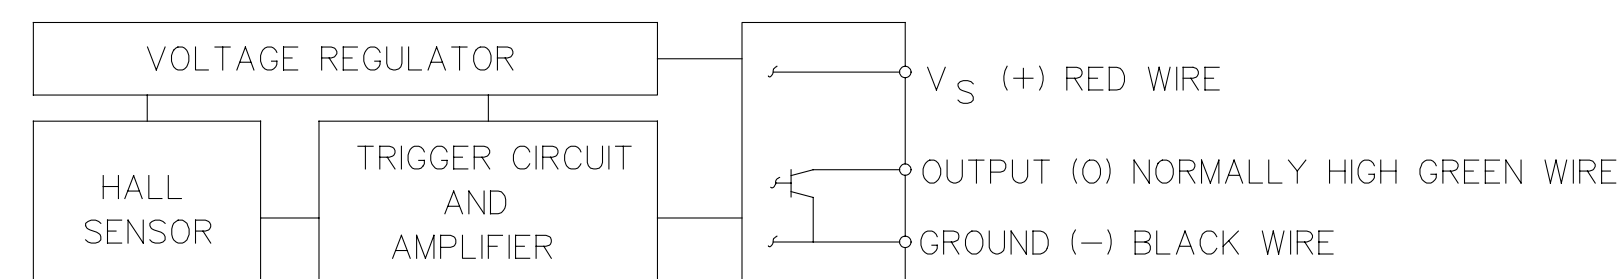 VOLTAGE REGULATOR
V S (+) RED WIRE
HALL
SENSOR
TRIGGER CIRCUIT
AND
AMPLIFIER
OUTPUT (O) NORMALLY HIGH GREEN WIRE
GROUND (−) BLACK WIRE